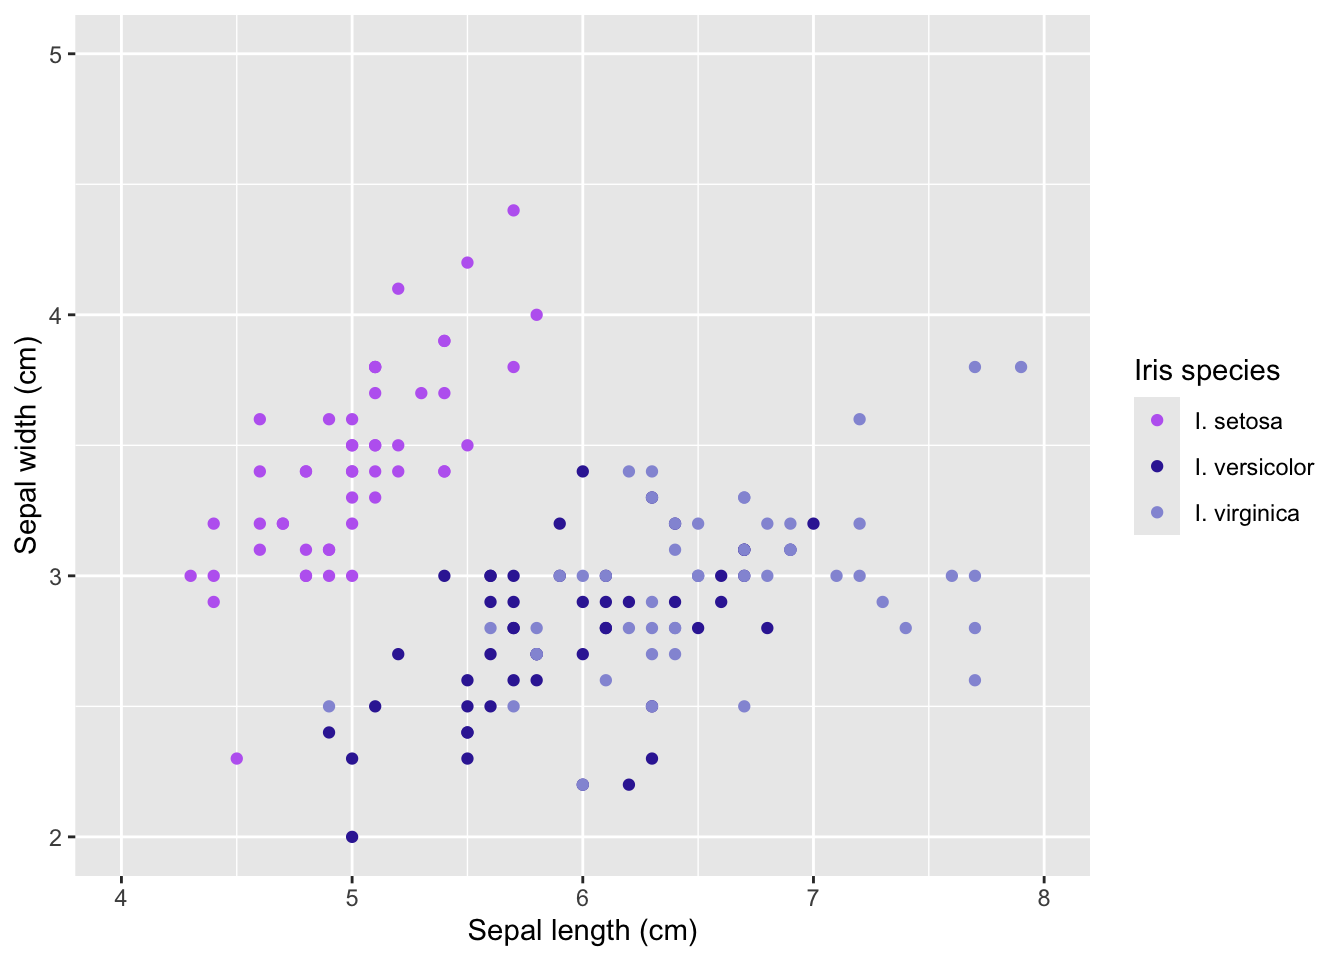 5
4
3
2
Sepal width (cm)
4 5 6 7 8
Sepal length (cm)
Iris species
I. setosa
I. versicolor
I. virginica